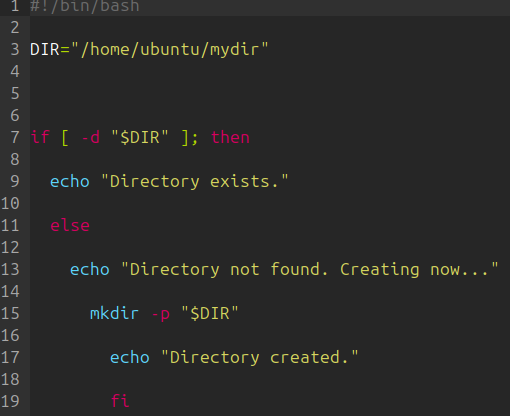 1 #!/bin/bash
2
3 DIR="/home/ubuntu/mydir"
4
5
6
7 if [ -d "$DIR" ]; then
8
9   echo "Directory exists."
10
11   else
12
13     echo "Directory not found. Creating now..."
14
15       mkdir -p "$DIR"
16
17         echo "Directory created."
18
19         fi